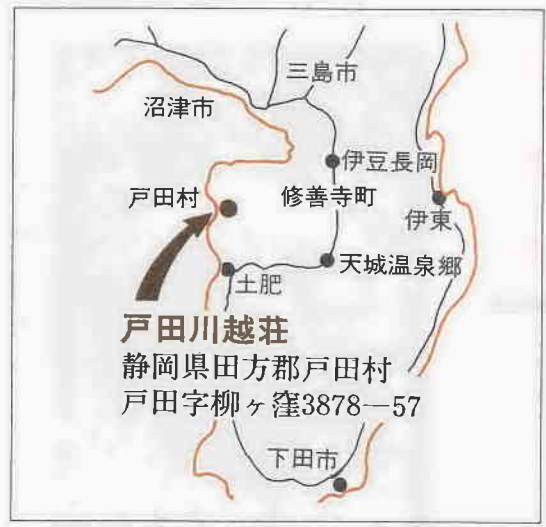 三島市
沼津市
伊豆長岡
戸田村
修善寺町
伊東
天城温泉郷
土肥
戸田川越荘
静岡県田方郡戸田村
戸田字柳ヶ窪3878—57
下田市